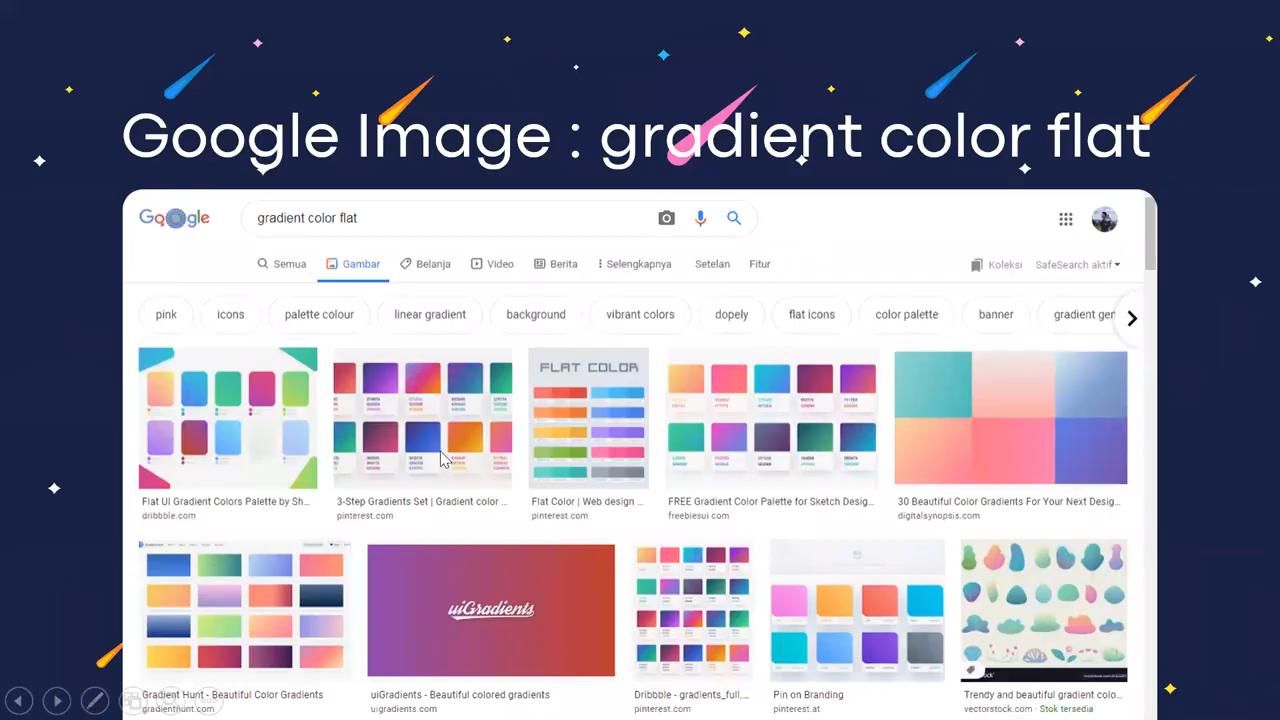 Google Image : gradient color flat
Google
gradient color flat
Semua Gambar Belanja Video Berita Selengkapnya Setelan Fitur Koleksi SafeSearch aktif
pink icons palette colour linear gradient background vibrant colors dopely flat icons color palette banner gradient gen
FLAT COLOR
Flat UI Gradient Colors Palette by Sh...
dribbble.com
3-Step Gradients Set | Gradient color ...
pinterest.com
Flat Color | Web design ...
pinterest.com
FREE Gradient Color Palette for Sketch Desig...
freebiesui.com
30 Beautiful Color Gradients For Your Next Desig...
digitalsynopsis.com
uiGradients
Gradient Hunt - Beautiful Color Gradients
gradienthunt.com
uiGradients - Beautiful colored gradients
uigradients.com
Dribbble - gradients_full....
pinterest.com
Pin on Branding
pinterest.at
Trendy and beautiful gradient colo...
vectorstock.com · Stok tersedia